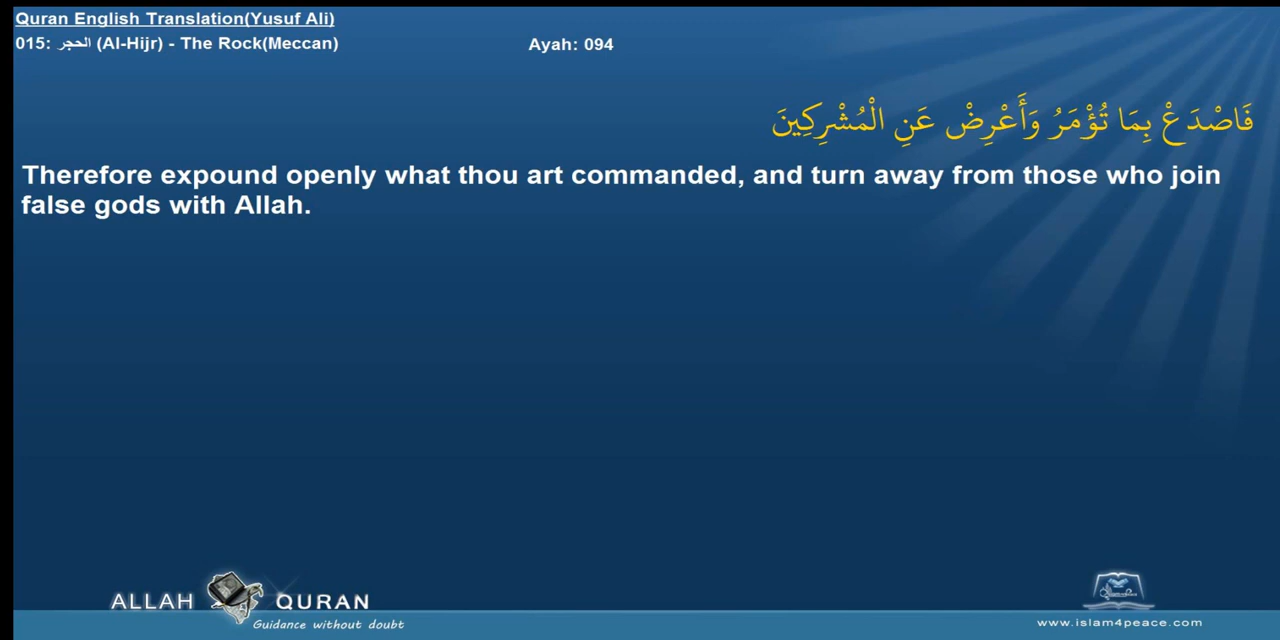 Quran English Translation(Yusuf Ali)
015: الحجر (Al-Hijr) - The Rock(Meccan)
Ayah: 094
فَاصْدَعْ بِمَا تُؤْمَرُ وَأَعْرِضْ عَنِ الْمُشْرِكِينَ
Therefore expound openly what thou art commanded, and turn away from those who join
false gods with Allah.
ALLAH QURAN
Guidance without doubt
www.islam4peace.com